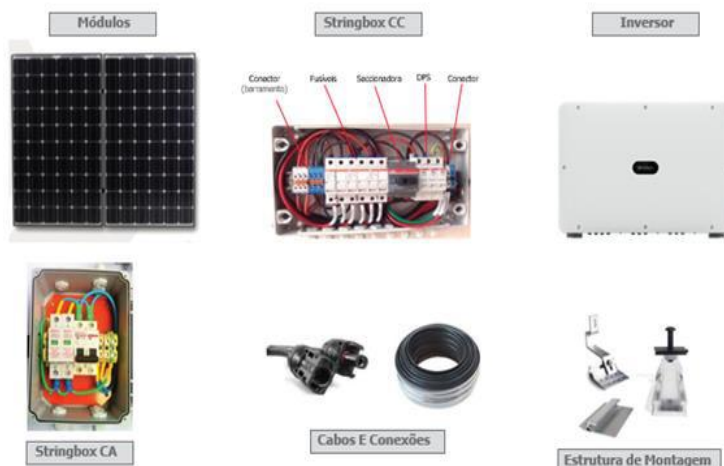 Módulos
Stringbox CC
Inversor
Conector
(barramento)
Fusíveis
Seccionadora
DPS
Conector
Stringbox CA
Cabos E Conexões
Estrutura de Montagem